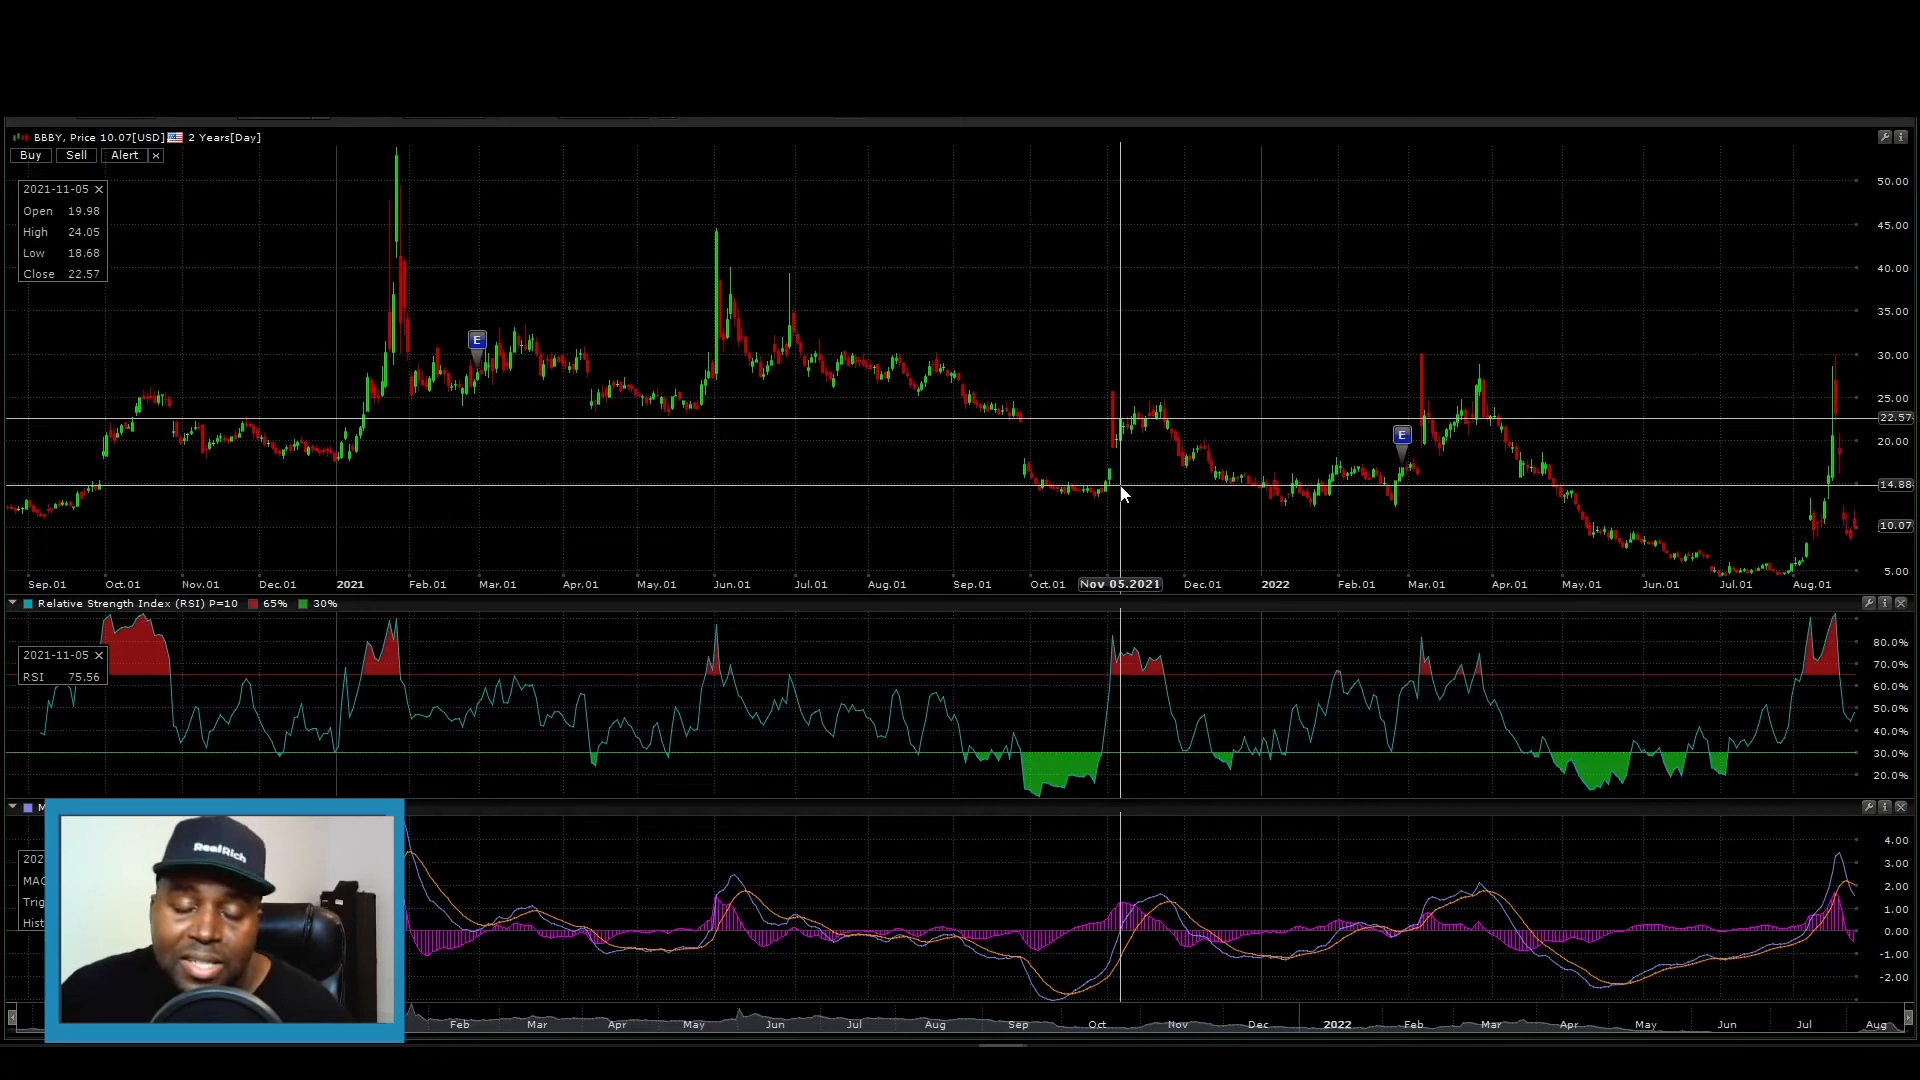 BBBY, Price 10.07[USD] 2 Years[Day]
Buy Sell Alert ×
2021-11-05 ×
Open 19.98
High 24.05
Low 18.68
Close 22.57
E
E
50.00
45.00
40.00
35.00
30.00
25.00
22.57
20.00
14.88
10.07
5.00
Sep.01 Oct.01 Nov.01 Dec.01 2021 Feb.01 Mar.01 Apr.01 May.01 Jun.01 Jul.01 Aug.01 Sep.01 Oct.01 Nov 05.2021 Dec.01 2022 Feb.01 Mar.01 Apr.01 May.01 Jun.01 Jul.01 Aug.01
Relative Strength Index (RSI) P=10 65% 30%
2021-11-05 ×
RSI 75.56
80.0%
70.0%
60.0%
50.0%
40.0%
30.0%
20.0%
M
202
MAC
Trig
Hist
RealRich
4.00
3.00
2.00
1.00
0.00
-1.00
-2.00
Feb Mar Apr May Jun Jul Aug Sep Oct Nov Dec 2022 Feb Mar Apr May Jun Jul Aug